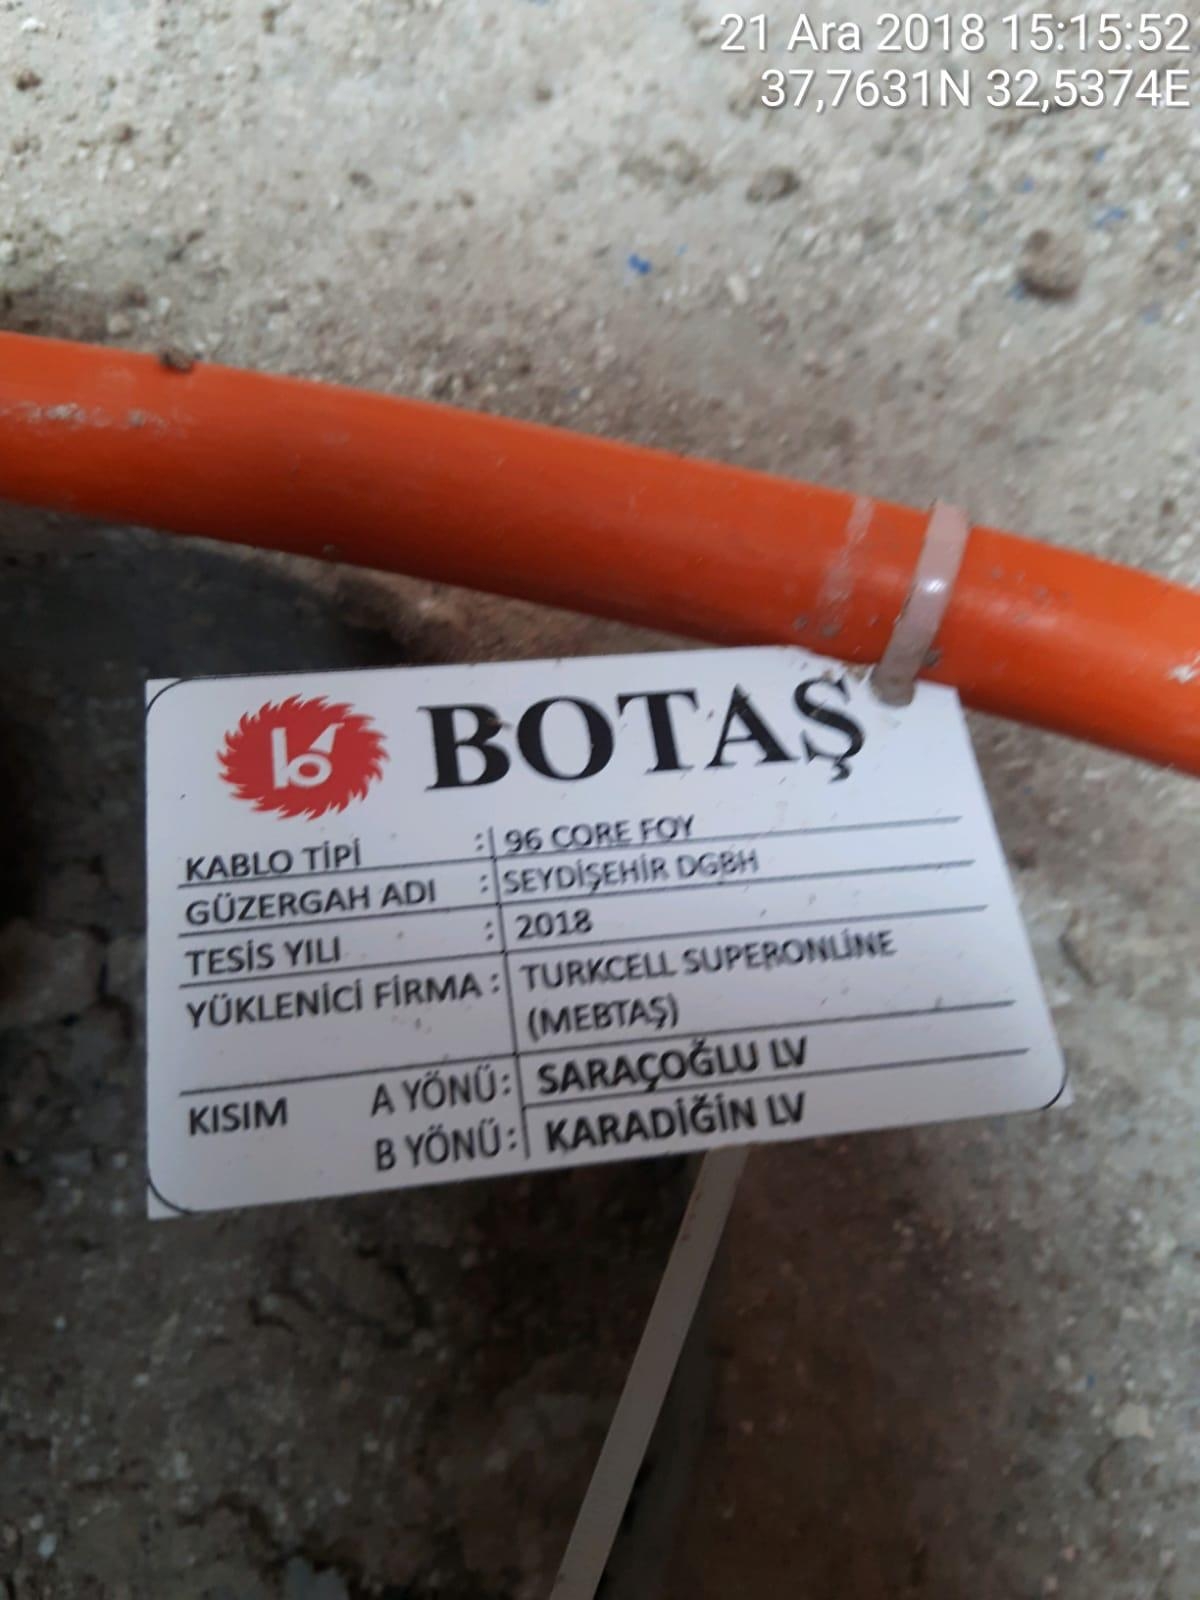 21 Ara 2018 15:15:52
37,7631N 32,5374E
BOTAŞ
KABLO TİPİ : 96 CORE FOY
GÜZERGAH ADI : SEYDİŞEHİR DGBH
TESİS YILI : 2018
YÜKLENİCİ FİRMA : TURKCELL SUPERONLİNE
(MEBTAŞ)
KISIM A YÖNÜ: SARAÇOĞLU LV
B YÖNÜ: KARADİĞİN LV